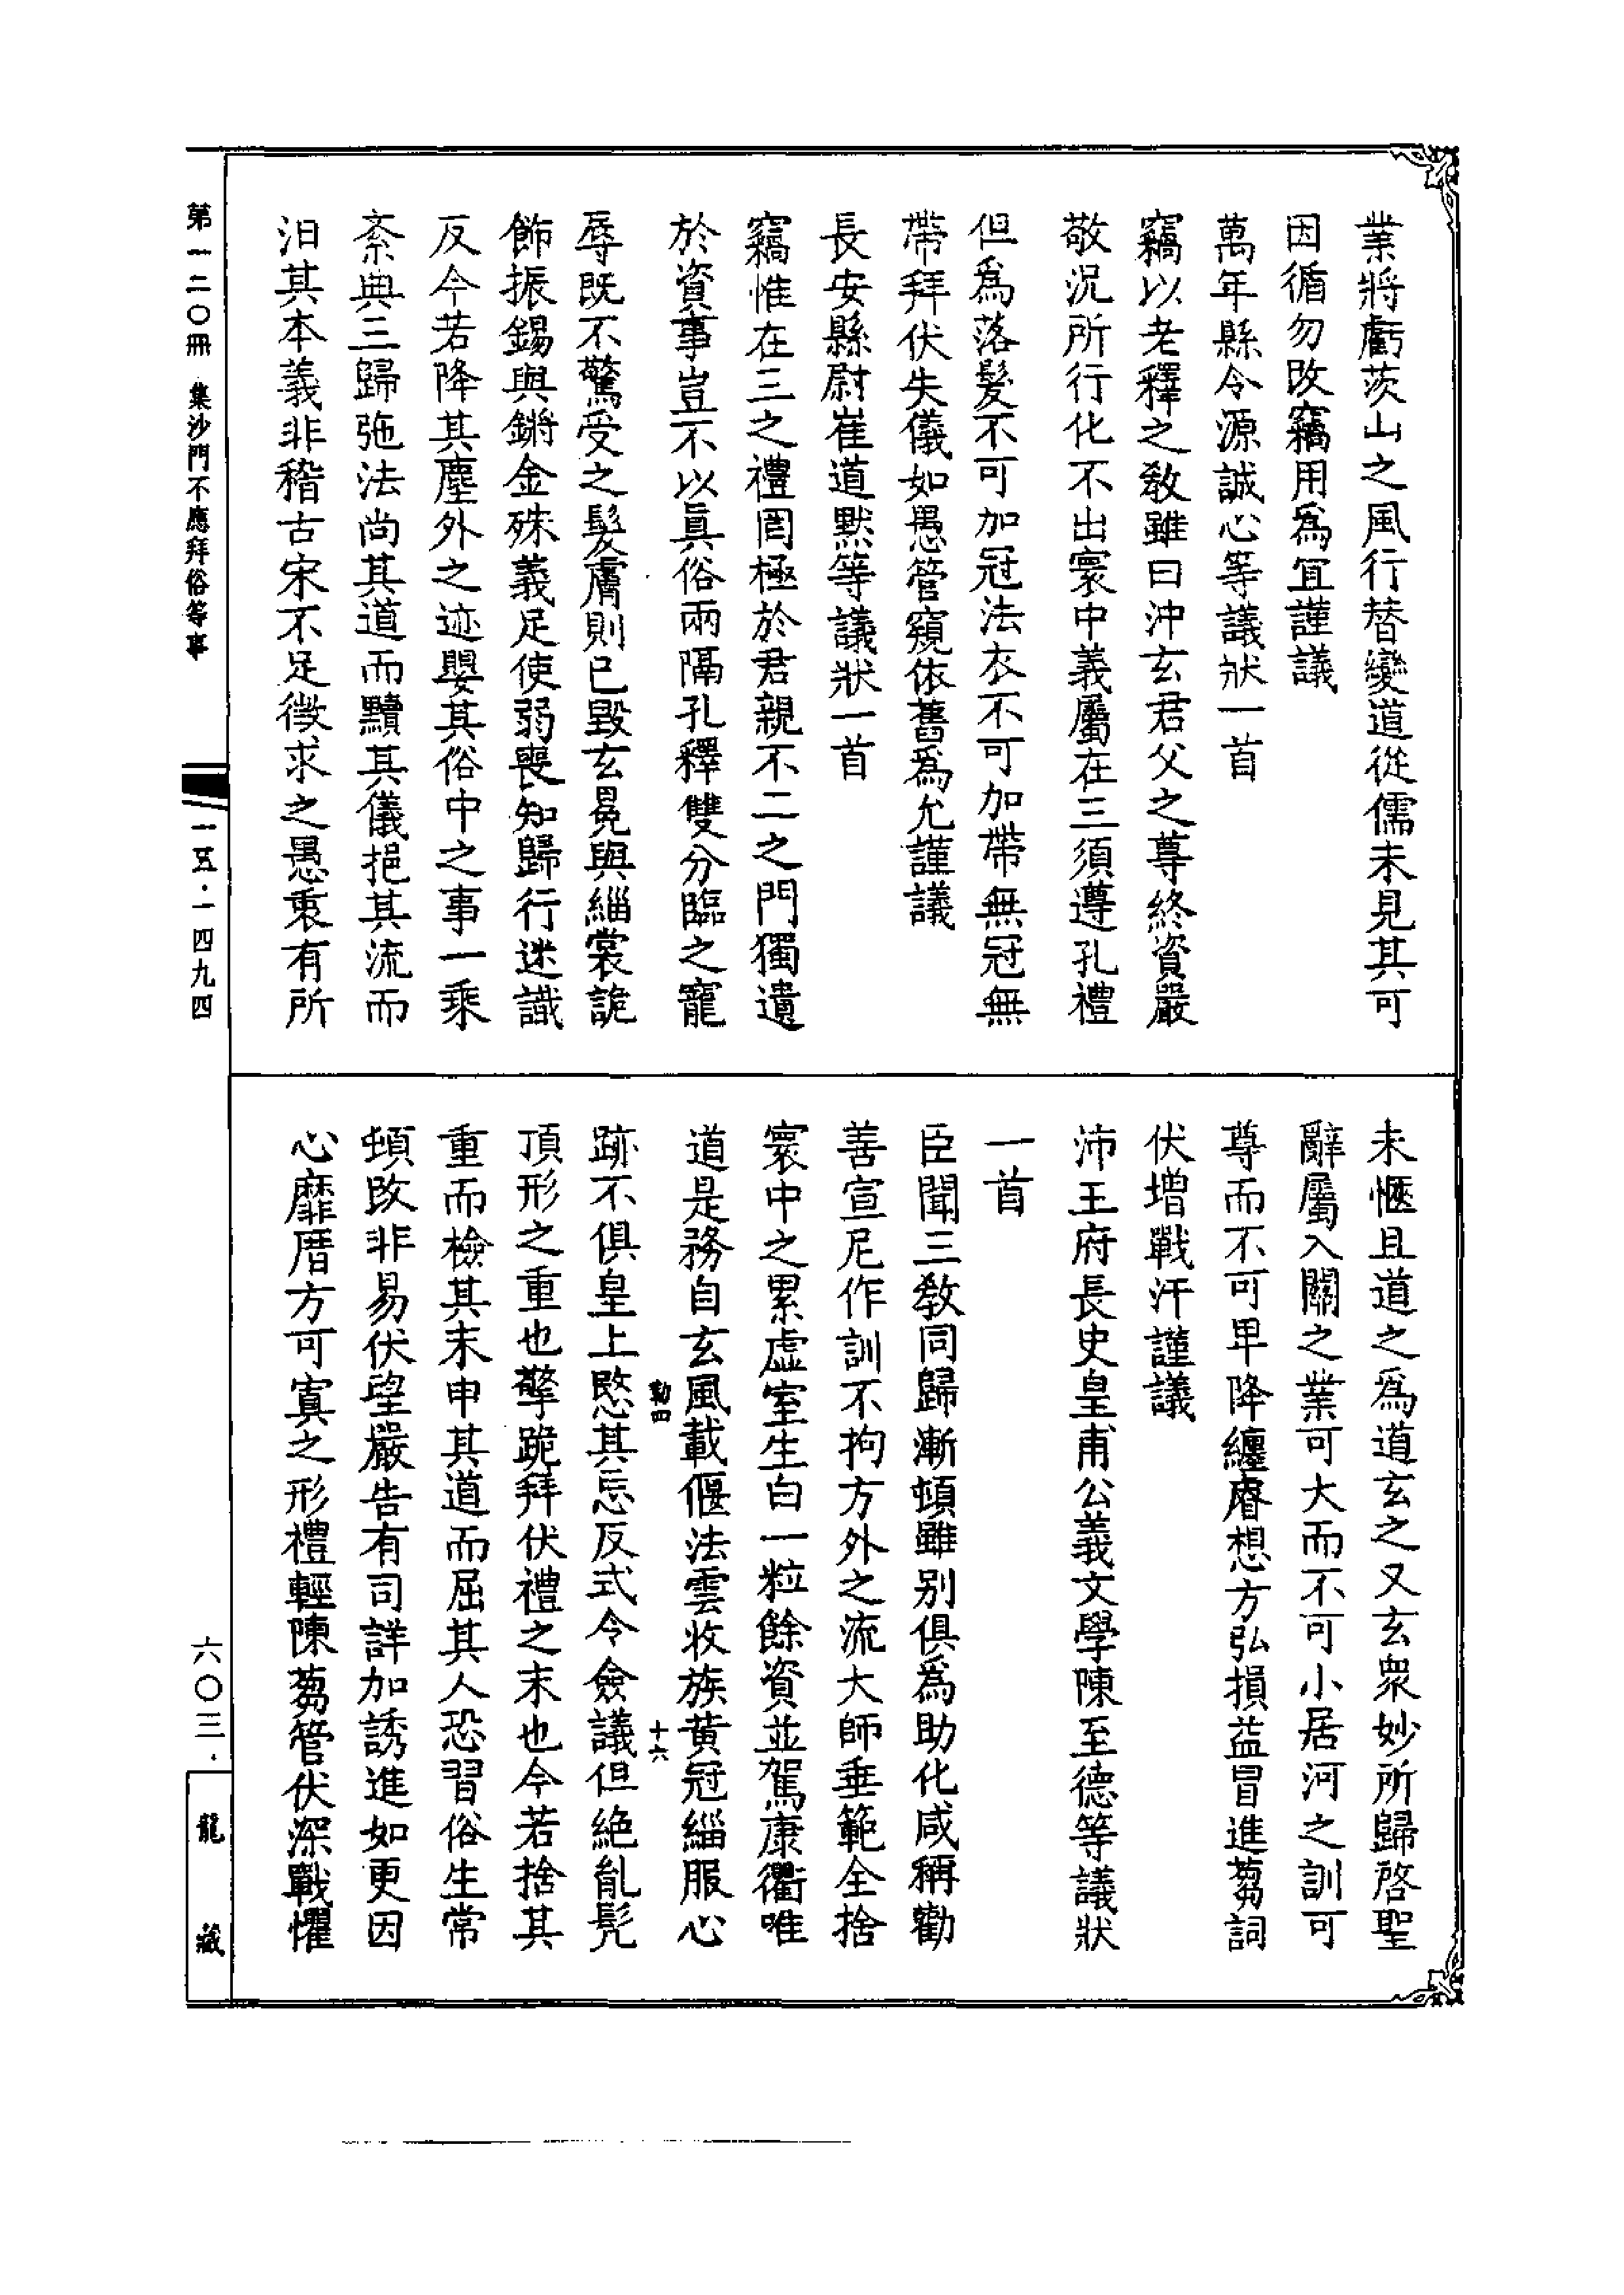 業將虧茨山之風行替變道從儒未見其可
因循勿改竊用爲宜謹議
萬年縣令源誠心等議狀一首
竊以老釋之教雖曰沖玄君父之尊終資嚴
敬況所行化不出寰中義屬在三須遵孔禮
但爲落髮不可加冠法衣不可加帶無冠無
帶拜伏失儀如愚管窺依舊爲允謹議
長安縣尉崔道默等議狀一首
竊惟在三之禮罔極於君親不二之門獨遺
於資事豈不以眞俗兩隔孔釋雙分臨之寵
辱既不驚受之髮膚則已毀玄冕與緇裳詭
飾振錫與鏘金殊義足使弱喪知歸行迷識
反今若降其塵外之迹嬰其俗中之事一乘
紊典三歸弛法尚其道而黷其儀挹其流而
汩其本義非稽古宋不足徵求之愚衷有所
未愜且道之爲道玄之又玄衆妙所歸啓聖
辭屬入關之業可大而不可小居河之訓可
尊而不可卑降纏睿想方弘損益冒進芻詞
伏增戰汗謹議
沛王府長史皇甫公義文學陳至德等議狀
一首
臣聞三教同歸漸頓雖別俱爲助化咸稱勸
善宣尼作訓不拘方外之流大師垂範全捨
寰中之累虛室生白一粒餘資並駕康衢唯
道是務自玄風載偃法雲收族黃冠緇服心
勤四 十六
跡不俱皇上愍其忘反式令僉議但絶胤髠
頂形之重也擎跪拜伏禮之末也今若捨其
重而檢其末申其道而屈其人恐習俗生常
頓改非易伏望嚴告有司詳加誘進如更因
心靡厝方可寘之形禮輕陳芻管伏深戰懼
第一二〇冊 集沙門不應拜俗等事
一五·一四九四
六〇三·
龍藏